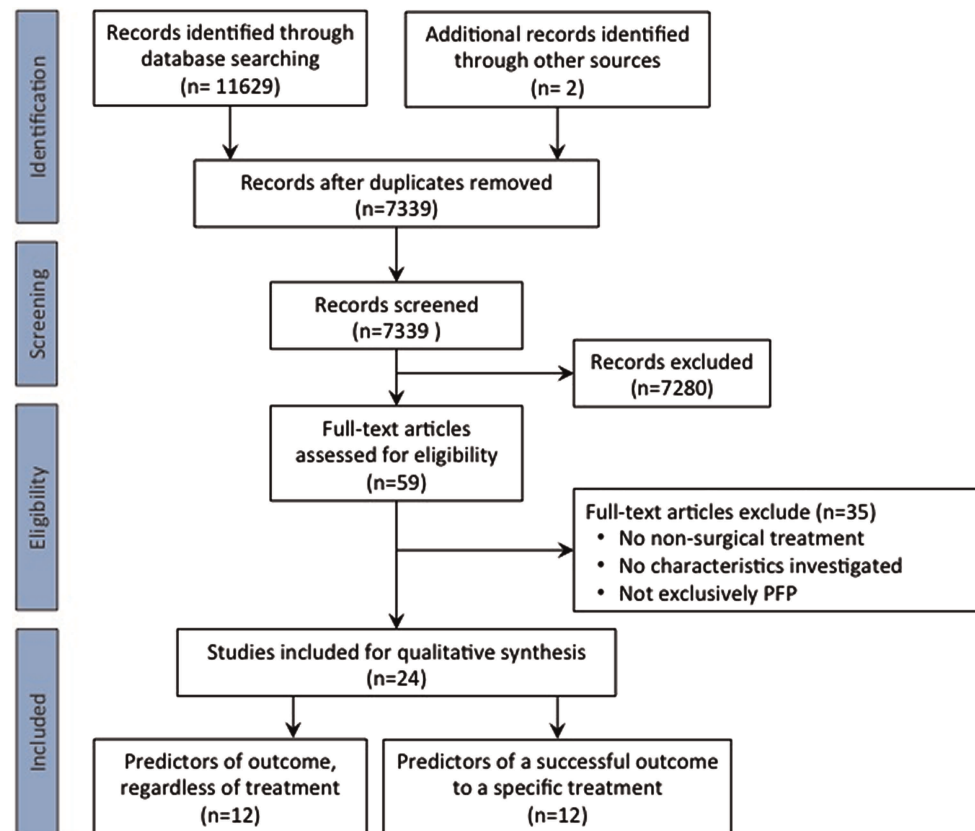 Identification
Records identified through
database searching
(n= 11629)
Additional records identified
through other sources
(n= 2)
Records after duplicates removed
(n=7339)
Screening
Records screened
(n=7339 )
Records excluded
(n=7280)
Eligibility
Full-text articles
assessed for eligibility
(n=59)
Full-text articles exclude (n=35)
• No non-surgical treatment
• No characteristics investigated
• Not exclusively PFP
Included
Studies included for qualitative synthesis
(n=24)
Predictors of outcome,
regardless of treatment
(n=12)
Predictors of a successful outcome
to a specific treatment
(n=12)